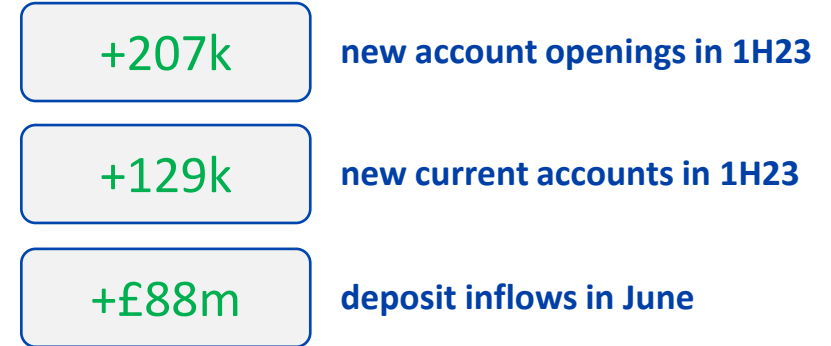 +207k new account openings in 1H23
+129k new current accounts in 1H23
+£88m deposit inflows in June